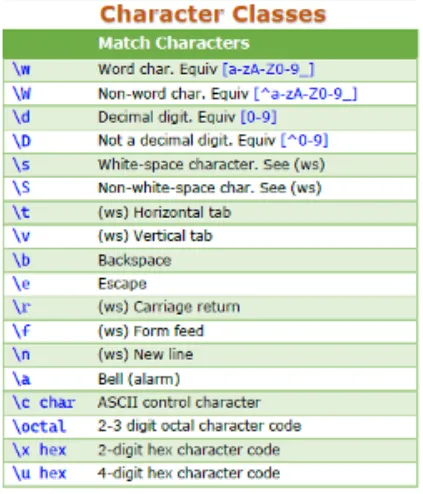 Character Classes
Match Characters
\w Word char. Equiv [a-zA-Z0-9_]
\W Non-word char. Equiv [^a-zA-Z0-9_]
\d Decimal digit. Equiv [0-9]
\D Not a decimal digit. Equiv [^0-9]
\s White-space character. See (ws)
\S Non-white-space char. See (ws)
\t (ws) Horizontal tab
\v (ws) Vertical tab
\b Backspace
\e Escape
\r (ws) Carriage return
\f (ws) Form feed
\n (ws) New line
\a Bell (alarm)
\c char ASCII control character
\octal 2-3 digit octal character code
\x hex 2-digit hex character code
\u hex 4-digit hex character code